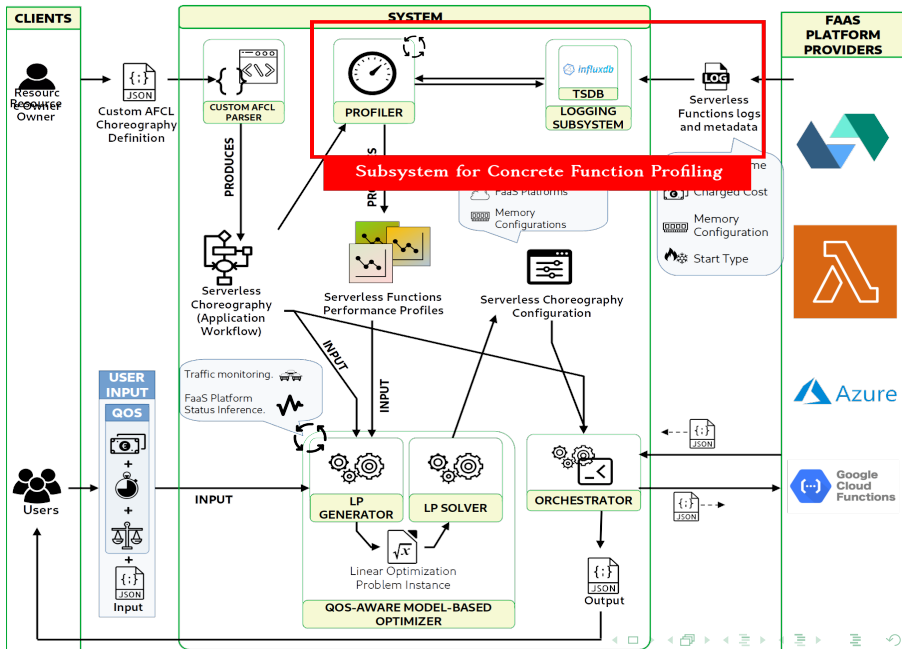 CLIENTS
SYSTEM
FAAS
PLATFORM
PROVIDERS
Resource
Owner
Resource
Owner
{;}
JSON
Custom AFCL
Choreography
Definition
CUSTOM AFCL
PARSER
PROFILER
influxdb
TSDB
LOGGING
SUBSYSTEM
LOG
Serverless
Functions logs
and metadata
Subsystem for Concrete Function Profiling
PRODUCES
FaaS Platforms
Memory
Configurations
Charged Cost
Memory
Configuration
Start Type
Serverless
Choreography
(Application
Workflow)
Serverless Functions
Performance Profiles
Serverless Choreography
Configuration
INPUT
INPUT
Traffic monitoring.
FaaS Platform
Status Inference.
USER
INPUT
QOS
+
+
+
{;}
JSON
Input
Users
INPUT
LP
GENERATOR
LP SOLVER
√x
Linear Optimization
Problem Instance
QOS-AWARE MODEL-BASED
OPTIMIZER
ORCHESTRATOR
{;}
JSON
{;}
JSON
{;}
JSON
Output
Azure
Google
Cloud
Functions